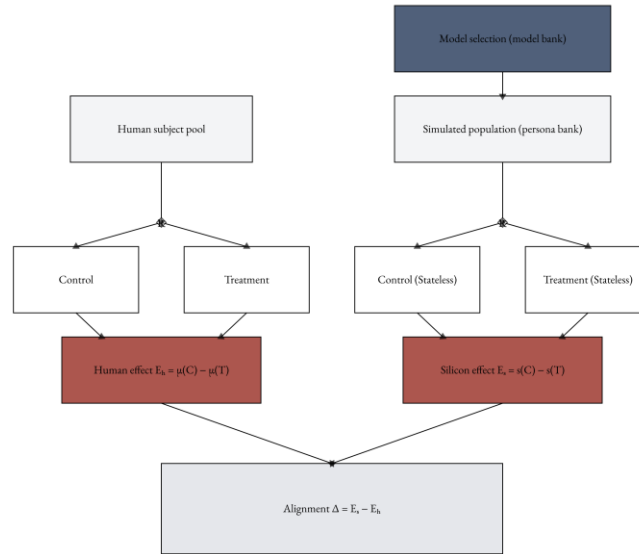 Model selection (model bank)
Human subject pool
Simulated population (persona bank)
Control
Treatment
Control (Stateless)
Treatment (Stateless)
Human effect Eₕ = μ(C) − μ(T)
Silicon effect Eₛ = s(C) − s(T)
Alignment Δ = Eₛ − Eₕ